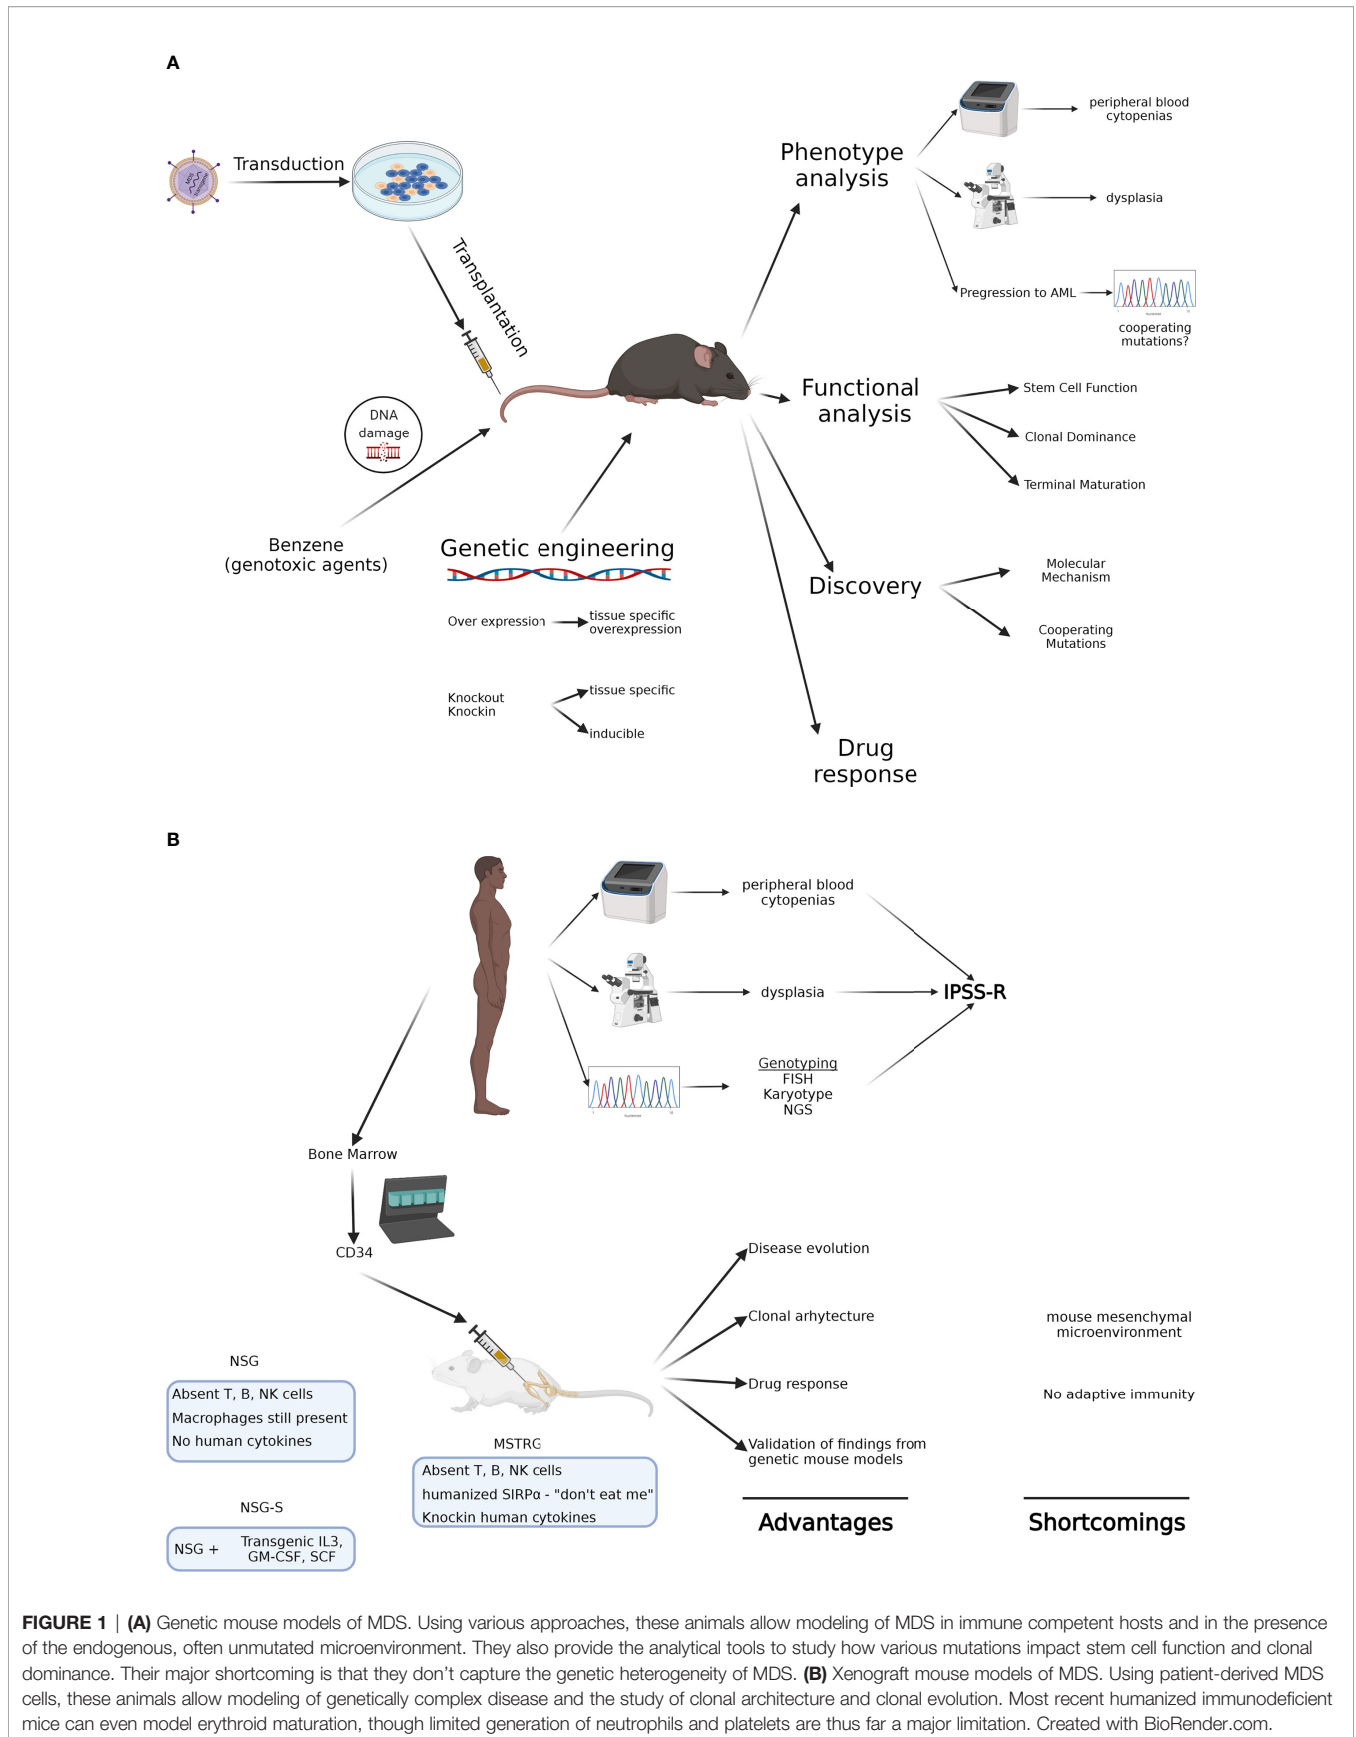 A
Transduction
MDS
Transplantation
DNA
damage
Benzene
(genotoxic agents)
Genetic engineering
Over expression
tissue specific
overexpression
Knockout
Knockin
tissue specific
inducible
Phenotype
analysis
peripheral blood
cytopenias
dysplasia
Pregression to AML
cooperating
mutations?
Functional
analysis
Stem Cell Function
Clonal Dominance
Terminal Maturation
Discovery
Molecular
Mechanism
Cooperating
Mutations
Drug
response
B
peripheral blood
cytopenias
dysplasia
IPSS-R
Genotyping
FISH
Karyotype
NGS
Bone Marrow
CD34
NSG
Absent T, B, NK cells
Macrophages still present
No human cytokines
NSG-S
NSG +
Transgenic IL3,
GM-CSF, SCF
MSTRG
Absent T, B, NK cells
humanized SIRPα - "don't eat me"
Knockin human cytokines
Disease evolution
Clonal arhytecture
Drug response
Validation of findings from
genetic mouse models
Advantages
mouse mesenchymal
microenvironment
No adaptive immunity
Shortcomings
FIGURE 1 | (A) Genetic mouse models of MDS. Using various approaches, these animals allow modeling of MDS in immune competent hosts and in the presence
of the endogenous, often unmutated microenvironment. They also provide the analytical tools to study how various mutations impact stem cell function and clonal
dominance. Their major shortcoming is that they don’t capture the genetic heterogeneity of MDS. (B) Xenograft mouse models of MDS. Using patient-derived MDS
cells, these animals allow modeling of genetically complex disease and the study of clonal architecture and clonal evolution. Most recent humanized immunodeficient
mice can even model erythroid maturation, though limited generation of neutrophils and platelets are thus far a major limitation. Created with BioRender.com.